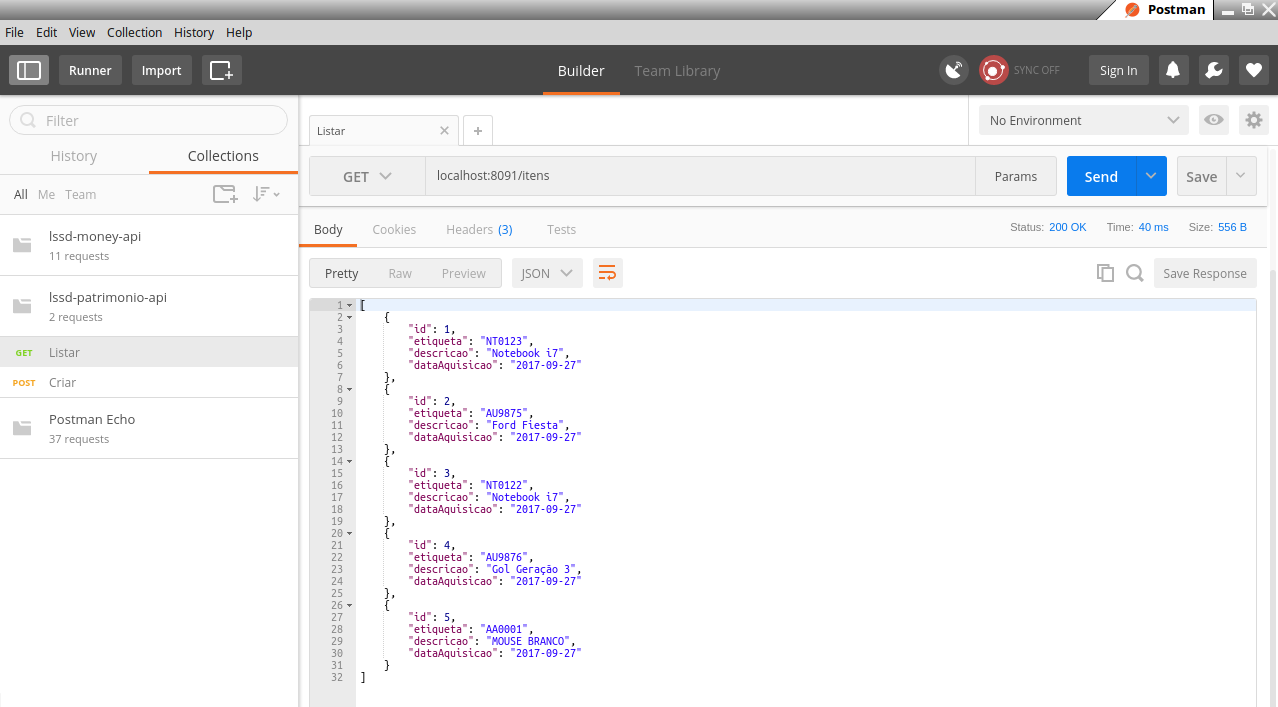 Postman
File Edit View Collection History Help
Runner Import Builder Team Library SYNC OFF Sign In
Filter
History Collections
All Me Team
lssd-money-api
11 requests
lssd-patrimonio-api
2 requests
GET Listar
POST Criar
Postman Echo
37 requests
Listar + No Environment
GET localhost:8091/itens Params Send Save
Body Cookies Headers (3) Tests Status: 200 OK Time: 40 ms Size: 556 B
Pretty Raw Preview JSON Save Response
1 [
2 {
3 "id": 1,
4 "etiqueta": "NT0123",
5 "descricao": "Notebook i7",
6 "dataAquisicao": "2017-09-27"
7 },
8 {
9 "id": 2,
10 "etiqueta": "AU9875",
11 "descricao": "Ford Fiesta",
12 "dataAquisicao": "2017-09-27"
13 },
14 {
15 "id": 3,
16 "etiqueta": "NT0122",
17 "descricao": "Notebook i7",
18 "dataAquisicao": "2017-09-27"
19 },
20 {
21 "id": 4,
22 "etiqueta": "AU9876",
23 "descricao": "Gol Geração 3",
24 "dataAquisicao": "2017-09-27"
25 },
26 {
27 "id": 5,
28 "etiqueta": "AA0001",
29 "descricao": "MOUSE BRANCO",
30 "dataAquisicao": "2017-09-27"
31 }
32 ]